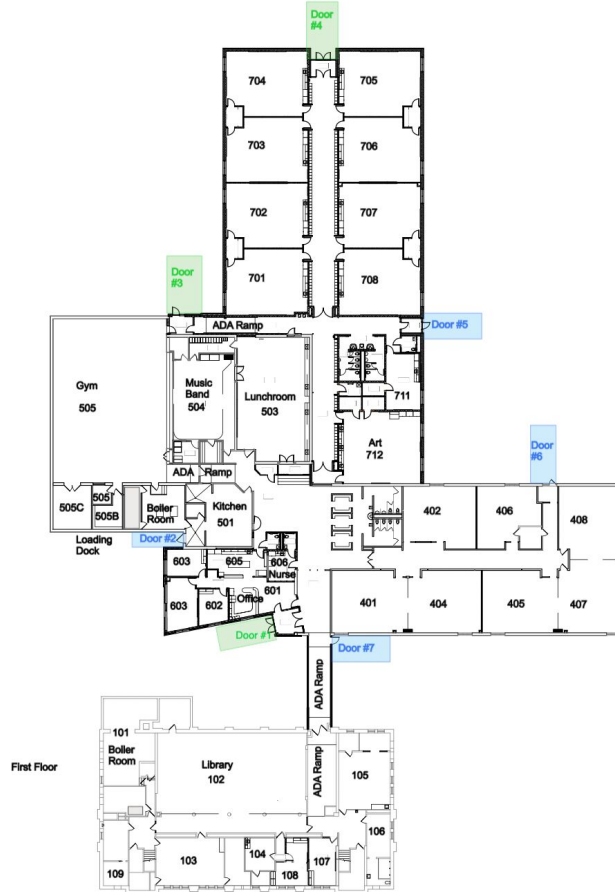 Door
#4
704
705
703
706
702
707
701
708
Door
#3
ADA Ramp
Door #5
Gym
505
Music
Band
504
Lunchroom
503
711
Art
712
Door
#6
ADA
Ramp
505C
505
505B
Boiler
Room
Kitchen
501
402
406
408
Loading
Dock
Door #2
603
605
606
Nurse
601
603
602
Office
401
404
405
407
Door #1
Door #7
ADA Ramp
101
Boiler
Room
First Floor
Library
102
ADA Ramp
105
106
103
104
107
109
108